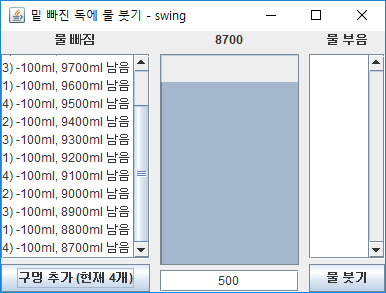 밑 빠진 독에 물 붓기 - swing
물 빠짐
8700
물 부음
3) -100ml, 9700ml 남음
1) -100ml, 9600ml 남음
4) -100ml, 9500ml 남음
2) -100ml, 9400ml 남음
3) -100ml, 9300ml 남음
1) -100ml, 9200ml 남음
4) -100ml, 9100ml 남음
2) -100ml, 9000ml 남음
3) -100ml, 8900ml 남음
1) -100ml, 8800ml 남음
4) -100ml, 8700ml 남음
구멍 추가 (현재 4개)
500
물 붓기